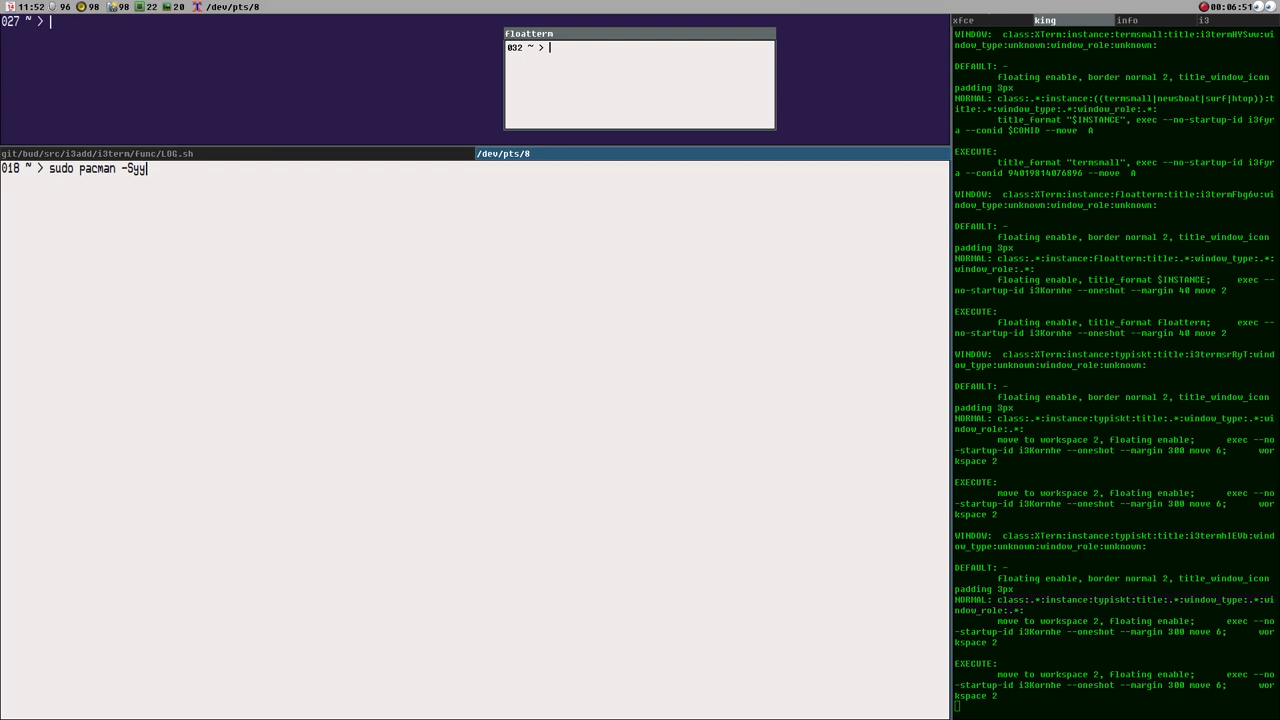 11:52 96 98 98 22 20 /dev/pts/8 00:06:51
027 ~ >
floatterm
032 ~ >
git/bud/src/i3add/i3term/func/LOG.sh /dev/pts/8
018 ~ > sudo pacman -Syy
xfce king info i3
WINDOW: class:XTerm:instance:termsmall:title:i3termHYSww:wi
ndow_type:unknown:window_role:unknown:
DEFAULT: -
floating enable, border normal 2, title_window_icon
padding 3px
NORMAL: class:.*:instance:((termsmall|newsboat|surf|htop)):t
itle:.*:window_type:.*:window_role:.*:
title_format "$INSTANCE", exec --no-startup-id i3fyr
a --conid $CONID --move A
EXECUTE:
title_format "termsmall", exec --no-startup-id i3fyr
a --conid 94019814076896 --move A
WINDOW: class:XTerm:instance:floatterm:title:i3termFbg6v:wi
ndow_type:unknown:window_role:unknown:
DEFAULT: -
floating enable, border normal 2, title_window_icon
padding 3px
NORMAL: class:.*:instance:floatterm:title:.*:window_type:.*:
window_role:.*:
floating enable, title_format $INSTANCE; exec --
no-startup-id i3Kornhe --oneshot --margin 40 move 2
EXECUTE:
floating enable, title_format floatterm; exec --
no-startup-id i3Kornhe --oneshot --margin 40 move 2
WINDOW: class:XTerm:instance:typiskt:title:i3termsrRyT:wind
ow_type:unknown:window_role:unknown:
DEFAULT: -
floating enable, border normal 2, title_window_icon
padding 3px
NORMAL: class:.*:instance:typiskt:title:.*:window_type:.*:wi
ndow_role:.*:
move to workspace 2, floating enable; exec --no
-startup-id i3Kornhe --oneshot --margin 300 move 6; wor
kspace 2
EXECUTE:
move to workspace 2, floating enable; exec --no
-startup-id i3Kornhe --oneshot --margin 300 move 6; wor
kspace 2
WINDOW: class:XTerm:instance:typiskt:title:i3termhIEVb:wind
ow_type:unknown:window_role:unknown:
DEFAULT: -
floating enable, border normal 2, title_window_icon
padding 3px
NORMAL: class:.*:instance:typiskt:title:.*:window_type:.*:wi
ndow_role:.*:
move to workspace 2, floating enable; exec --no
-startup-id i3Kornhe --oneshot --margin 300 move 6; wor
kspace 2
EXECUTE:
move to workspace 2, floating enable; exec --no
-startup-id i3Kornhe --oneshot --margin 300 move 6; wor
kspace 2